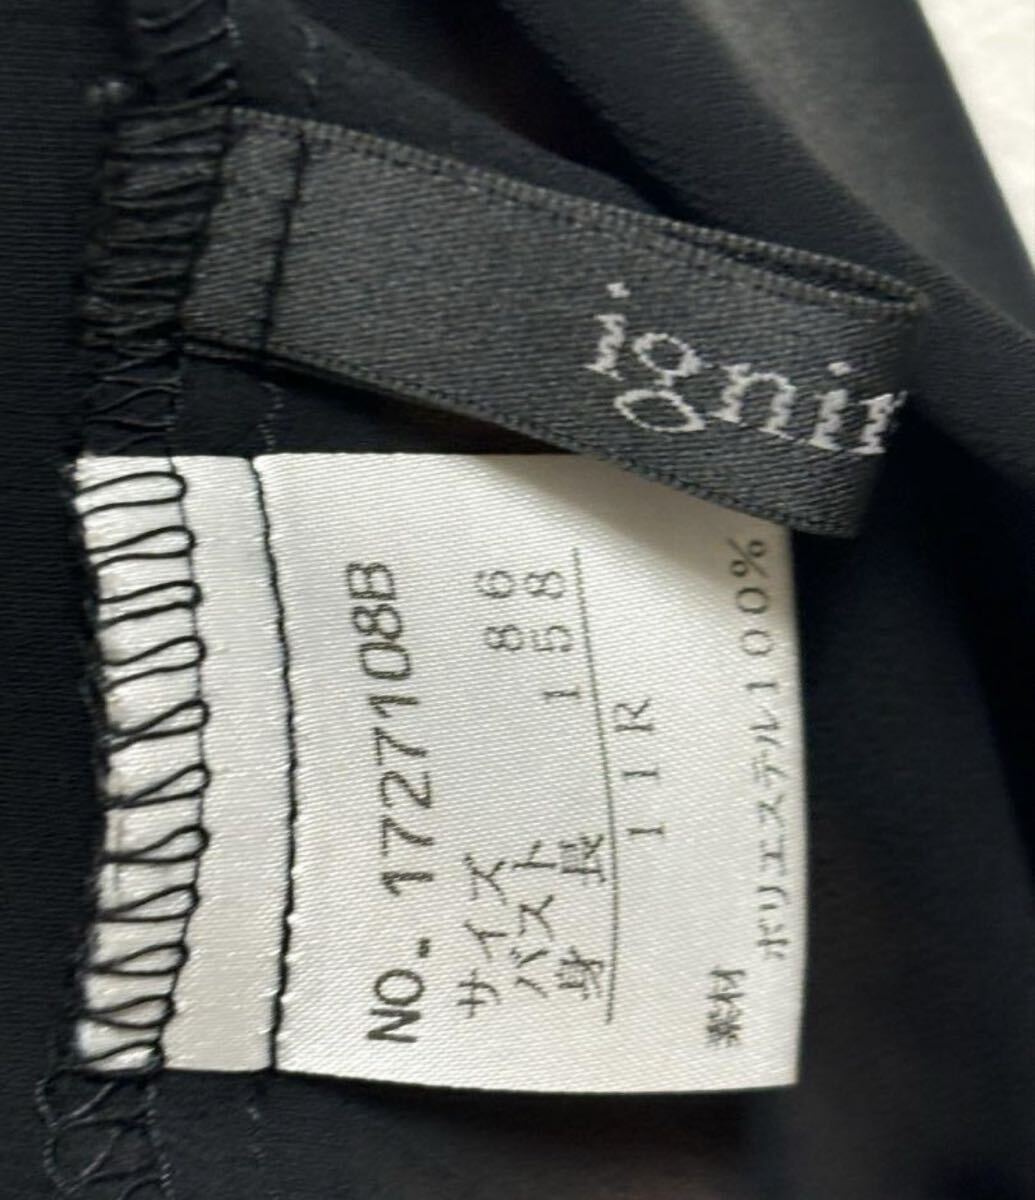 ignir
NO. 1727108B
サイズ
バスト 86
身長 158
11R
素材
ポリエステル100%